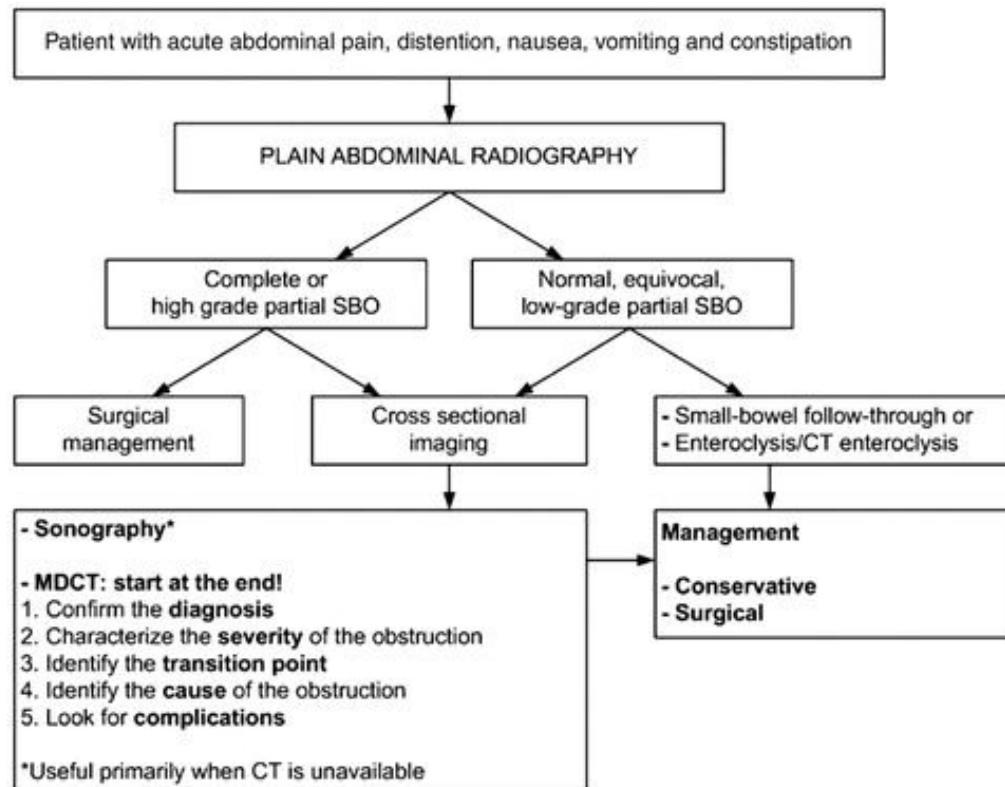 Patient with acute abdominal pain, distention, nausea, vomiting and constipation
PLAIN ABDOMINAL RADIOGRAPHY
Complete or
high grade partial SBO
Normal, equivocal,
low-grade partial SBO
Surgical
management
Cross sectional
imaging
- Small-bowel follow-through or
- Enteroclysis/CT enteroclysis
- Sonography*
- MDCT: start at the end!
1. Confirm the diagnosis
2. Characterize the severity of the obstruction
3. Identify the transition point
4. Identify the cause of the obstruction
5. Look for complications
*Useful primarily when CT is unavailable
Management
- Conservative
- Surgical